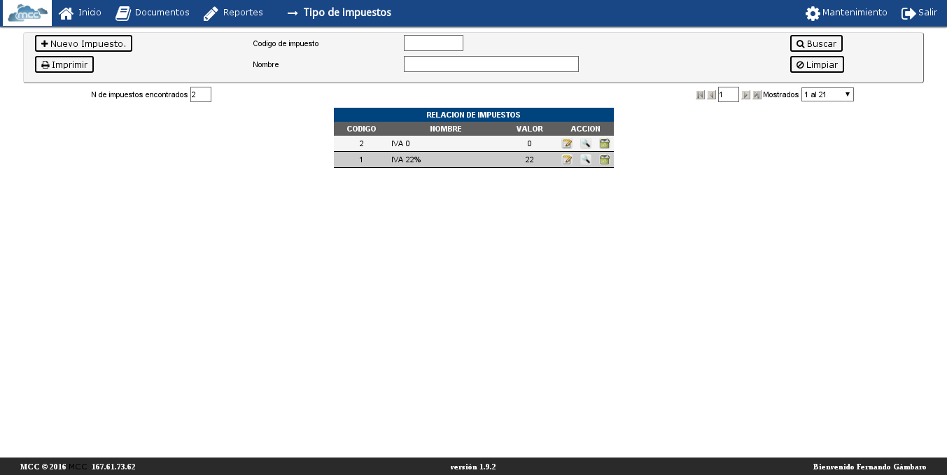 MCC Inicio Documentos Reportes → Tipo de Impuestos Mantenimiento Salir
Nuevo Impuesto. Codigo de impuesto Buscar
Imprimir Nombre Limpiar
N de impuestos encontrados 2 1 Mostrados 1 al 21
RELACION DE IMPUESTOS
CODIGO NOMBRE VALOR ACCION
2 IVA 0 0
1 IVA 22% 22
MCC © 2016 MCC 167.61.73.62 versión 1.9.2 Bienvenido Fernando Gámbaro